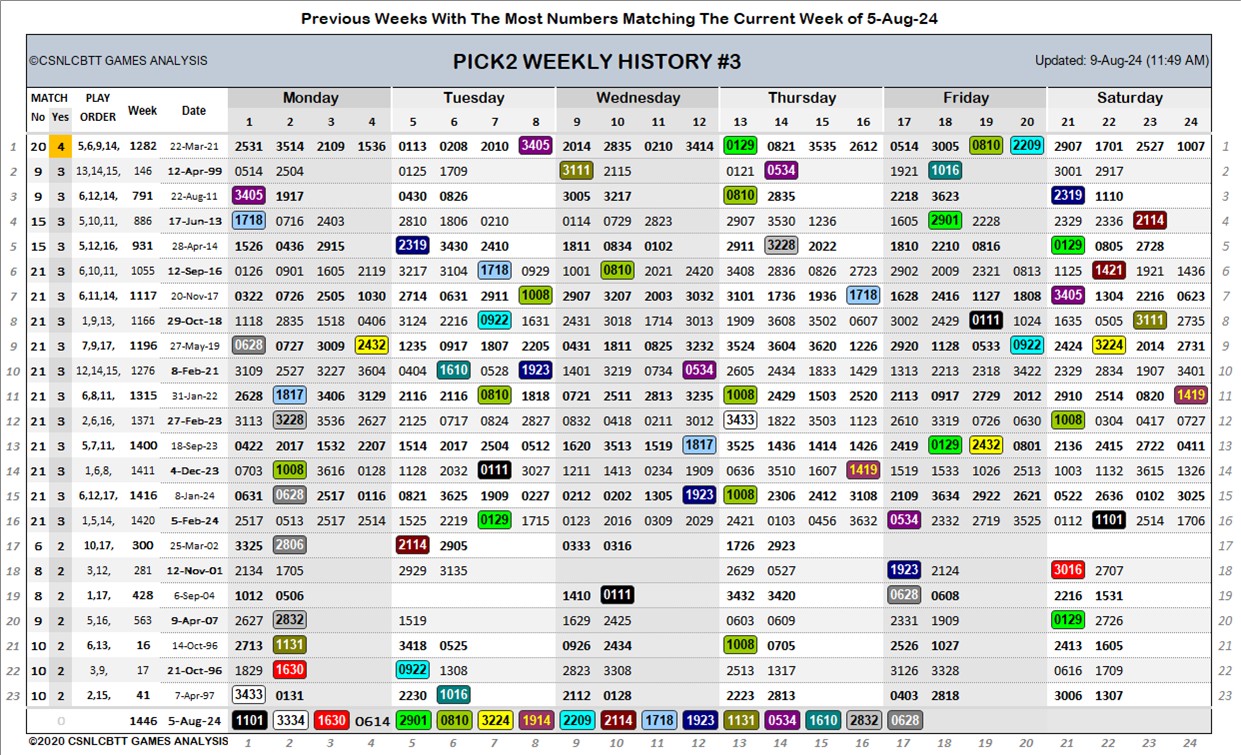 Previous Weeks With The Most Numbers Matching The Current Week of 5-Aug-24
©CSNLCBTT GAMES ANALYSIS PICK2 WEEKLY HISTORY #3 Updated: 9-Aug-24 (11:49 AM)
MATCH PLAY Week Date Monday Tuesday Wednesday Thursday Friday Saturday
No Yes ORDER 1 2 3 4 5 6 7 8 9 10 11 12 13 14 15 16 17 18 19 20 21 22 23 24
1 20 4 5,6,9,14, 1282 22-Mar-21 2531 3514 2109 1536 0113 0208 2010 3405 2014 2835 0210 3414 0129 0821 3535 2612 0514 3005 0810 2209 2907 1701 2527 1007 1
2 9 3 13,14,15, 146 12-Apr-99 0514 2504 0125 1709 3111 2115 0121 0534 1921 1016 3001 2917 2
3 9 3 6,12,14, 791 22-Aug-11 3405 1917 0430 0826 3005 3217 0810 2835 2218 3623 2319 1110 3
4 15 3 5,10,11, 886 17-Jun-13 1718 0716 2403 2810 1806 0210 0114 0729 2823 2907 3530 1236 1605 2901 2228 2329 2336 2114 4
5 15 3 5,12,16, 931 28-Apr-14 1526 0436 2915 2319 3430 2410 1811 0834 0102 2911 3228 2022 1810 2210 0816 0129 0805 2728 5
6 21 3 6,10,11, 1055 12-Sep-16 0126 0901 1605 2119 3217 3104 1718 0929 1001 0810 2021 2420 3408 2836 0826 2723 2902 2009 2321 0813 1125 1421 1921 1436 6
7 21 3 6,11,14, 1117 20-Nov-17 0322 0726 2505 0430 2714 0631 2911 1008 2907 3207 2003 3032 3101 1736 1936 1718 1628 2416 1127 1808 3405 1304 2216 0623 7
8 21 3 1,9,13, 1166 29-Oct-18 1118 2835 1518 0406 3124 2216 0922 1631 2431 3018 1714 3013 1909 3608 3502 0607 3002 2429 0111 1024 1635 0505 3111 2735 8
9 21 3 7,9,17, 1196 27-May-19 0628 0727 3009 2432 1235 0917 1807 2205 0431 1811 0825 3232 3524 3604 3620 1226 2920 1128 0533 0922 2424 3224 2014 2731 9
10 21 3 12,14,15, 1276 8-Feb-21 3109 2527 3227 3604 0404 1610 0528 1923 1401 3219 0734 0534 2605 2434 1833 1429 1313 2213 2318 3422 2329 2834 1907 3401 10
11 21 3 6,8,11, 1315 31-Jan-22 2628 1817 3406 3129 2116 2116 0810 1818 0721 2511 2813 3235 1008 2429 1503 2520 2113 0917 2729 2012 2910 2514 0820 1419 11
12 21 3 2,6,16, 1371 27-Feb-23 3113 3228 3536 2627 2125 0717 0824 2827 0832 0418 0211 3012 3433 1822 3503 1123 2610 3319 0726 0630 1008 0304 0417 0727 12
13 21 3 5,7,11, 1400 18-Sep-23 0422 2017 1532 2207 1514 2017 2504 0512 1620 3513 1519 1817 3525 1436 1414 1426 2419 0129 2432 0801 2136 2415 2722 0411 13
14 21 3 1,6,8, 1411 4-Dec-23 0703 1008 3616 0128 1128 2032 0111 3027 1211 1413 0234 1909 0636 3510 1607 1419 1519 1533 1026 2513 1003 1132 3615 1326 14
15 21 3 6,12,17, 1416 8-Jan-24 0631 0628 2517 0116 0821 3625 1909 0227 0212 0202 1305 1923 1008 2306 2412 3108 2109 3634 2922 2621 0522 2636 0102 3025 15
16 21 3 1,5,14, 1420 5-Feb-24 2517 0513 2517 2514 1525 2219 0129 1715 0123 2016 0309 2029 2421 0103 0456 3632 0534 2332 2719 3525 0112 1101 2514 1706 16
17 6 2 10,17, 300 25-Mar-02 3325 2806 2114 2905 0333 0316 1726 2923 17
18 8 2 3,12, 281 12-Nov-01 2134 1705 2929 3135 2629 0527 1923 2124 3016 2707 18
19 8 2 1,17, 428 6-Sep-04 1012 0506 1410 0111 3432 3420 0628 0608 2216 1531 19
20 9 2 5,16, 563 9-Apr-07 2627 2832 1519 1629 2425 0603 0609 2331 1909 0129 2726 20
21 10 2 6,13, 16 14-Oct-96 2713 1131 3418 0525 0926 2434 1008 0705 2526 1027 2413 1605 21
22 10 2 3,9, 17 21-Oct-96 1829 1630 0922 1308 2823 3308 2513 1317 3126 3328 0616 1709 22
23 10 2 2,15, 41 7-Apr-97 3433 0131 2230 1016 2112 0128 2223 2813 0403 2818 3006 1307 23
0 1446 5-Aug-24 1101 3334 1630 0614 2901 0810 3224 1914 2209 2114 1718 1923 1131 0534 1610 2832 0628
©2020 CSNLCBTT GAMES ANALYSIS 1 2 3 4 5 6 7 8 9 10 11 12 13 14 15 16 17 18 19 20 21 22 23 24